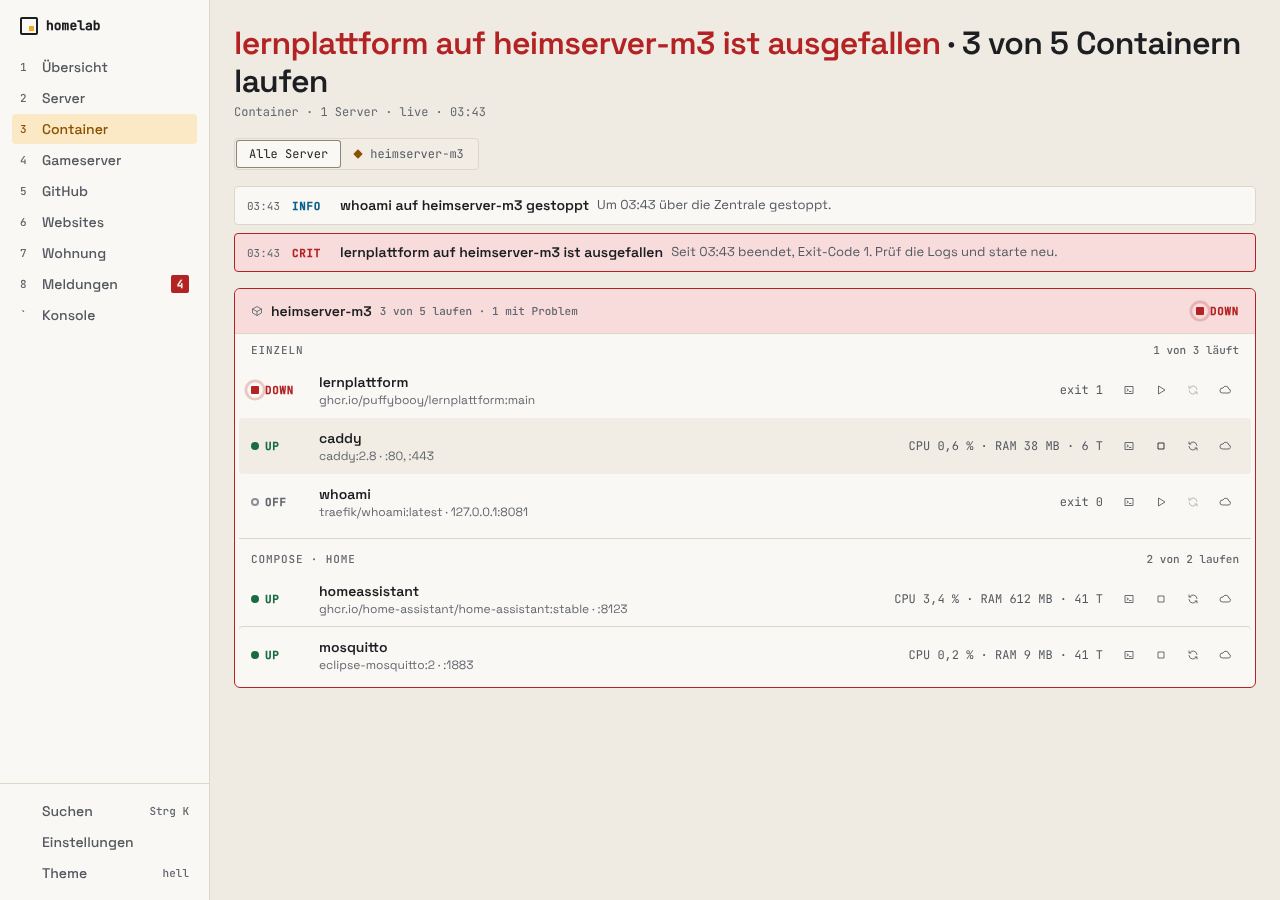 homelab
1 Übersicht
2 Server
3 Container
4 Gameserver
5 GitHub
6 Websites
7 Wohnung
8 Meldungen 4
` Konsole
Suchen Strg K
Einstellungen
Theme hell
lernplattform auf heimserver-m3 ist ausgefallen · 3 von 5 Containern
laufen
Container · 1 Server · live · 03:43
Alle Server ◆ heimserver-m3
03:43 INFO whoami auf heimserver-m3 gestoppt Um 03:43 über die Zentrale gestoppt.
03:43 CRIT lernplattform auf heimserver-m3 ist ausgefallen Seit 03:43 beendet, Exit-Code 1. Prüf die Logs und starte neu.
heimserver-m3 3 von 5 laufen · 1 mit Problem DOWN
EINZELN 1 von 3 läuft
DOWN lernplattform exit 1
ghcr.io/puffybooy/lernplattform:main
UP caddy CPU 0,6 % · RAM 38 MB · 6 T
caddy:2.8 · :80, :443
OFF whoami exit 0
traefik/whoami:latest · 127.0.0.1:8081
COMPOSE · HOME 2 von 2 laufen
UP homeassistant CPU 3,4 % · RAM 612 MB · 41 T
ghcr.io/home-assistant/home-assistant:stable · :8123
UP mosquitto CPU 0,2 % · RAM 9 MB · 41 T
eclipse-mosquitto:2 · :1883